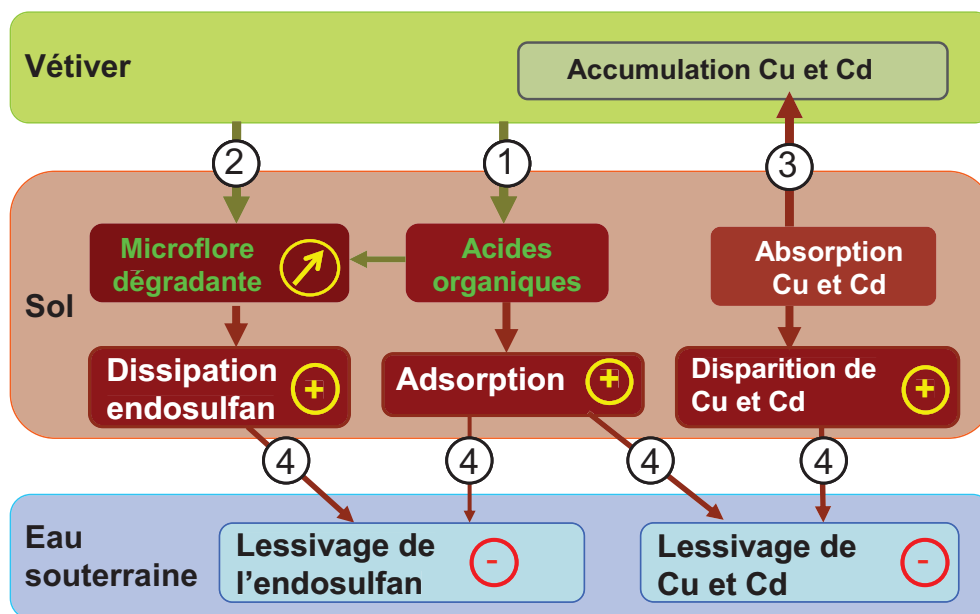 Vétiver
Accumulation Cu et Cd
2
1
3
Microflore
dégradante
Acides
organiques
Absorption
Cu et Cd
Sol
Dissipation
endosulfan
+
Adsorption
+
Disparition de
Cu et Cd
+
4
4
4
4
Eau
souterraine
Lessivage de
l'endosulfan
-
Lessivage de
Cu et Cd
-